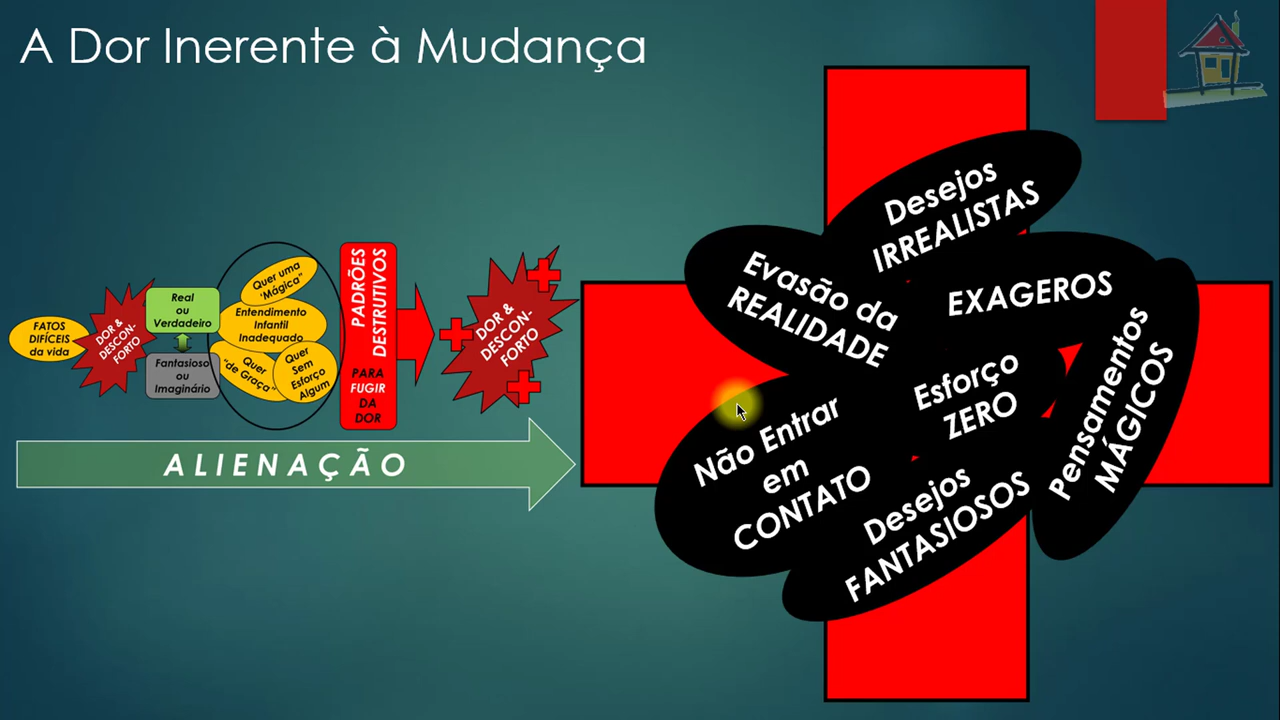 A Dor Inerente à Mudança
FATOS
DIFÍCEIS
da vida
DOR &
DESCON-
FORTO
Real
ou
Verdadeiro
Fantasioso
ou
Imaginário
Quer uma
'Mágica"
Entendimento
Infantil
Inadequado
Quer
"de Graça"
Quer
Sem
Esforço
Algum
PADRÕES
DESTRUTIVOS
PARA
FUGIR
DA
DOR
DOR &
DESCON-
FORTO
ALIENAÇÃO
Desejos
IRREALISTAS
Evasão da
REALIDADE
EXAGEROS
Pensamentos
MÁGICOS
Esforço
ZERO
Não Entrar
em
CONTATO
Desejos
FANTASIOSOS